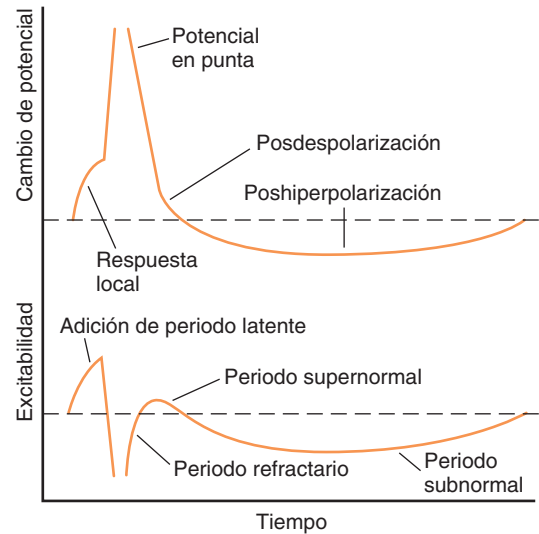 Cambio de potencial
Potencial
en punta
Posdespolarización
Poshiperpolarización
Respuesta
local
Excitabilidad
Adición de periodo latente
Periodo supernormal
Periodo refractario
Periodo
subnormal
Tiempo